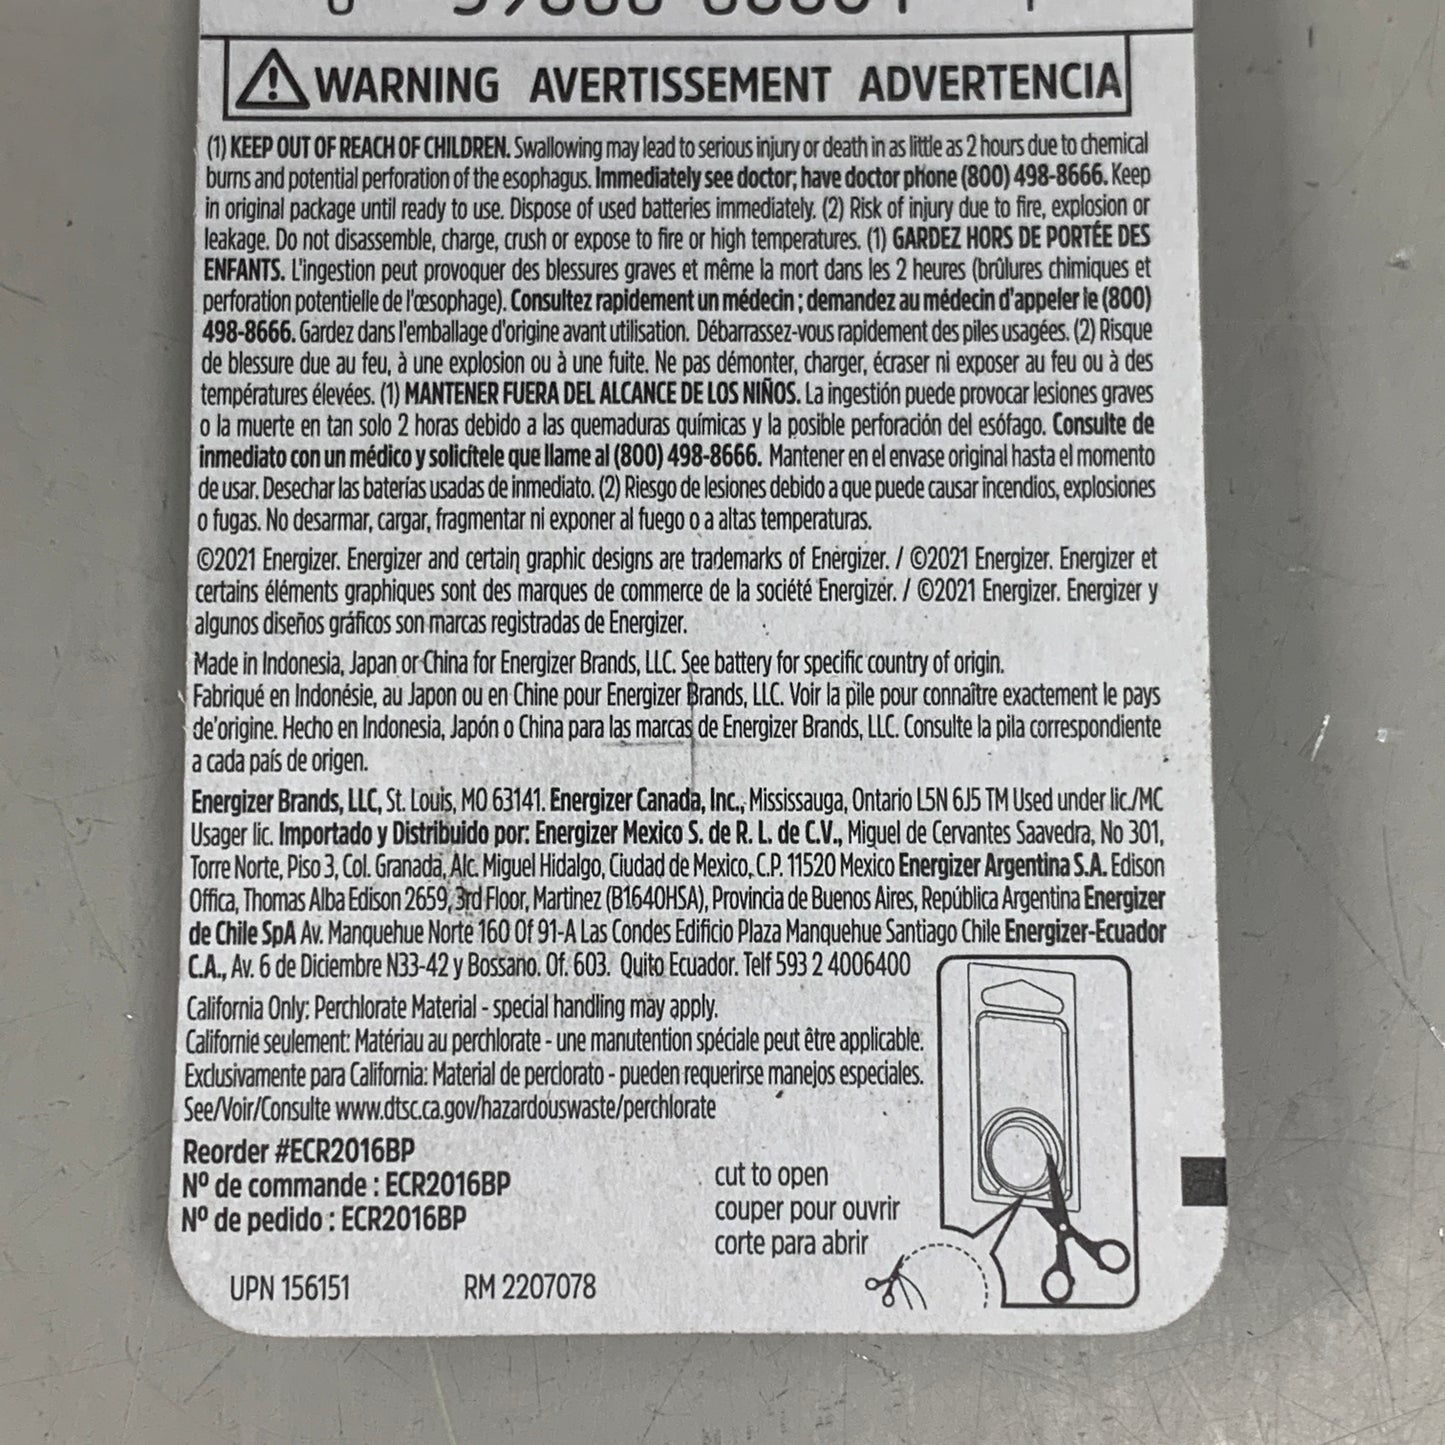 WARNING AVERTISSEMENT ADVERTENCIA
(1) KEEP OUT OF REACH OF CHILDREN. Swallowing may lead to serious injury or death in as little as 2 hours due to chemical
burns and potential perforation of the esophagus. Immediately see doctor; have doctor phone (800) 498-8666. Keep
in original package until ready to use. Dispose of used batteries immediately. (2) Risk of injury due to fire, explosion or
leakage. Do not disassemble, charge, crush or expose to fire or high temperatures. (1) GARDEZ HORS DE PORTÉE DES
ENFANTS. L'ingestion peut provoquer des blessures graves et même la mort dans les 2 heures (brûlures chimiques et
perforation potentielle de l'œsophage). Consultez rapidement un médecin ; demandez au médecin d'appeler le (800)
498-8666. Gardez dans l'emballage d'origine avant utilisation. Débarrassez-vous rapidement des piles usagées. (2) Risque
de blessure due au feu, à une explosion ou à une fuite. Ne pas démonter, charger, écraser ni exposer au feu ou à des
températures élevées. (1) MANTENER FUERA DEL ALCANCE DE LOS NIÑOS. La ingestión puede provocar lesiones graves
o la muerte en tan solo 2 horas debido a las quemaduras químicas y la posible perforación del esófago. Consulte de
inmediato con un médico y solicítele que llame al (800) 498-8666. Mantener en el envase original hasta el momento
de usar. Desechar las baterías usadas de inmediato. (2) Riesgo de lesiones debido a que puede causar incendios, explosiones
o fugas. No desarmar, cargar, fragmentar ni exponer al fuego o a altas temperaturas.
©2021 Energizer. Energizer and certain graphic designs are trademarks of Energizer. / ©2021 Energizer. Energizer et
certains éléments graphiques sont des marques de commerce de la société Energizer. / ©2021 Energizer. Energizer y
algunos diseños gráficos son marcas registradas de Energizer.
Made in Indonesia, Japan or China for Energizer Brands, LLC. See battery for specific country of origin.
Fabriqué en Indonésie, au Japon ou en Chine pour Energizer Brands, LLC. Voir la pile pour connaître exactement le pays
de'origine. Hecho en Indonesia, Japón o China para las marcas de Energizer Brands, LLC. Consulte la pila correspondiente
a cada país de origen.
Energizer Brands, LLC, St. Louis, MO 63141. Energizer Canada, Inc., Mississauga, Ontario L5N 6J5 TM Used under lic./MC
Usager lic. Importado y Distribuido por: Energizer Mexico S. de R. L. de C.V., Miguel de Cervantes Saavedra, No 301,
Torre Norte, Piso 3, Col. Granada, Alc. Miguel Hidalgo, Ciudad de Mexico, C.P. 11520 Mexico Energizer Argentina S.A. Edison
Offica, Thomas Alba Edison 2659, 3rd Floor, Martinez (B1640HSA), Provincia de Buenos Aires, República Argentina Energizer
de Chile SpA Av. Manquehue Norte 160 Of 91-A Las Condes Edificio Plaza Manquehue Santiago Chile Energizer-Ecuador
C.A., Av. 6 de Diciembre N33-42 y Bossano. Of. 603. Quito Ecuador. Telf 593 2 4006400
California Only: Perchlorate Material - special handling may apply.
Californie seulement: Matériau au perchlorate - une manutention spéciale peut être applicable.
Exclusivamente para California: Material de perclorato - pueden requerirse manejos especiales.
See/Voir/Consulte www.dtsc.ca.gov/hazardouswaste/perchlorate
Reorder #ECR2016BP
Nº de commande : ECR2016BP
Nº de pedido : ECR2016BP
cut to open
couper pour ouvrir
corte para abrir
UPN 156151 RM 2207078